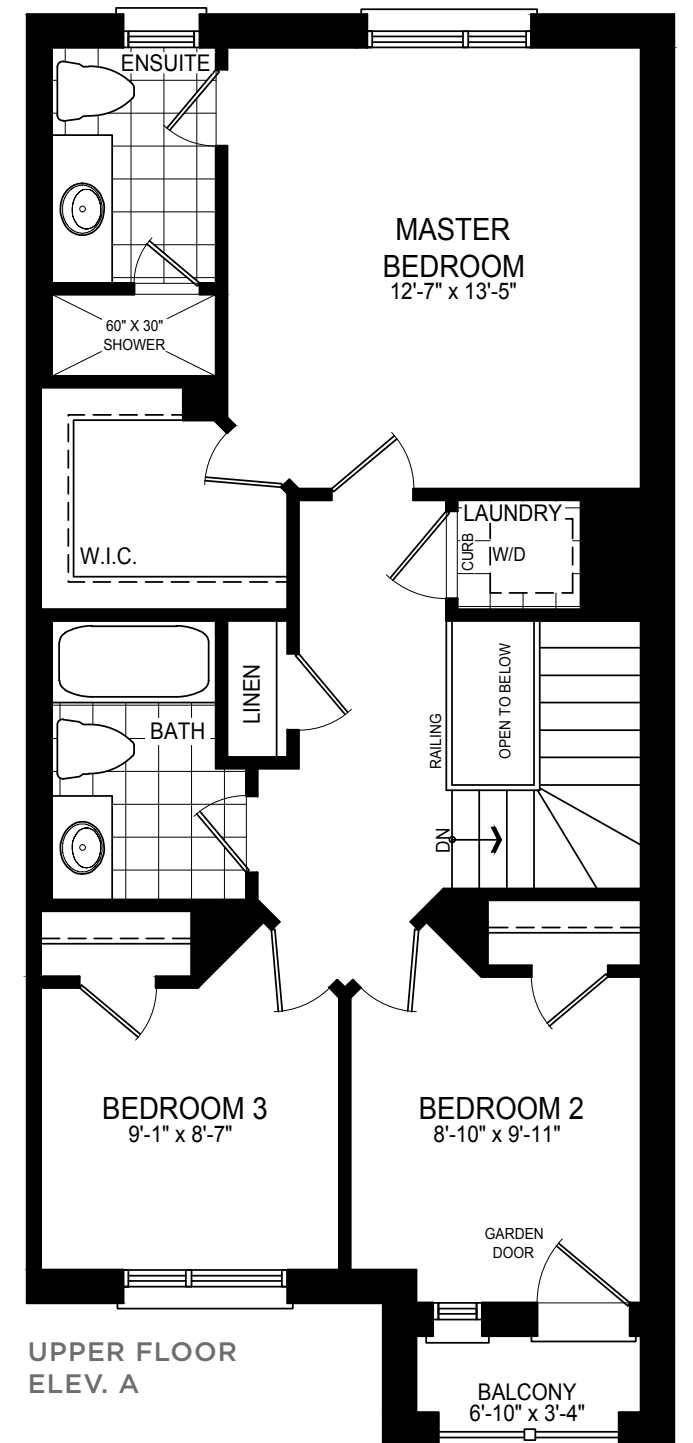 ENSUITE
MASTER
BEDROOM
12'-7" x 13'-5"
60" X 30"
SHOWER
W.I.C.
LAUNDRY
CURB
W/D
LINEN
BATH
RAILING
OPEN TO BELOW
DN
BEDROOM 3
9'-1" x 8'-7"
BEDROOM 2
8'-10" x 9'-11"
GARDEN
DOOR
UPPER FLOOR
ELEV. A
BALCONY
6'-10" x 3'-4"